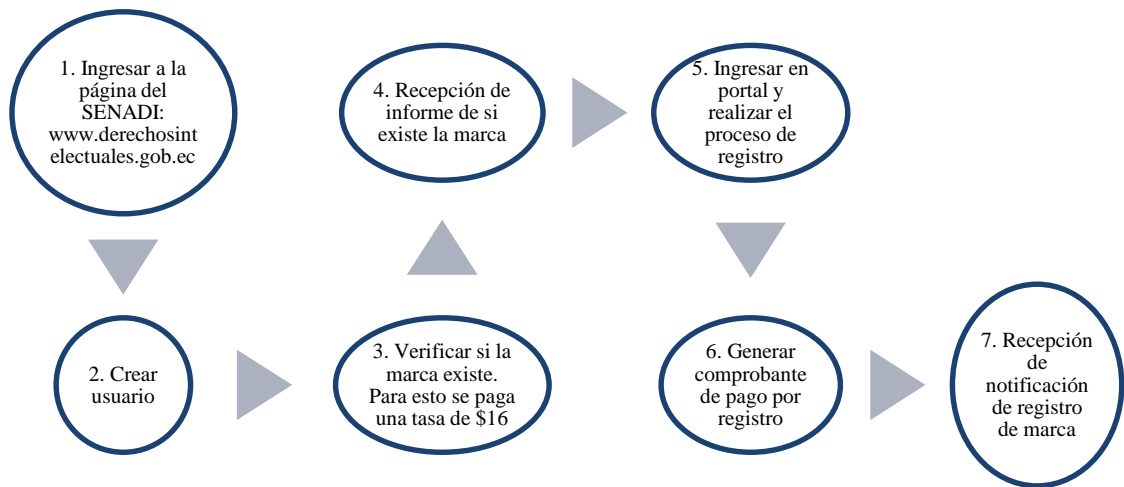 1. Ingresar a la
página del
SENADI:
www.derechosint
electuales.gob.ec
2. Crear
usuario
3. Verificar si la
marca existe.
Para esto se paga
una tasa de $16
4. Recepción de
informe de si
existe la marca
5. Ingresar en
portal y
realizar el
proceso de
registro
6. Generar
comprobante
de pago por
registro
7. Recepción
de
notificación
de registro
de marca